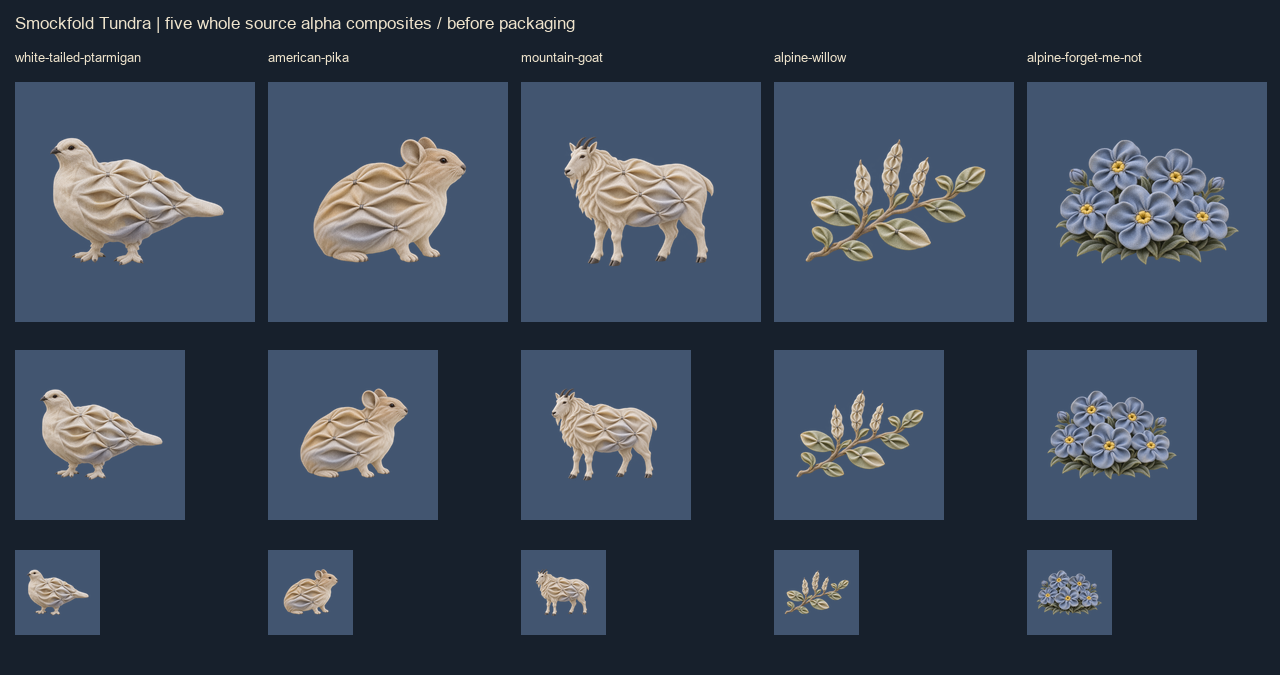 Smockfold Tundra | five whole source alpha composites / before packaging
white-tailed-ptarmigan
american-pika
mountain-goat
alpine-willow
alpine-forget-me-not